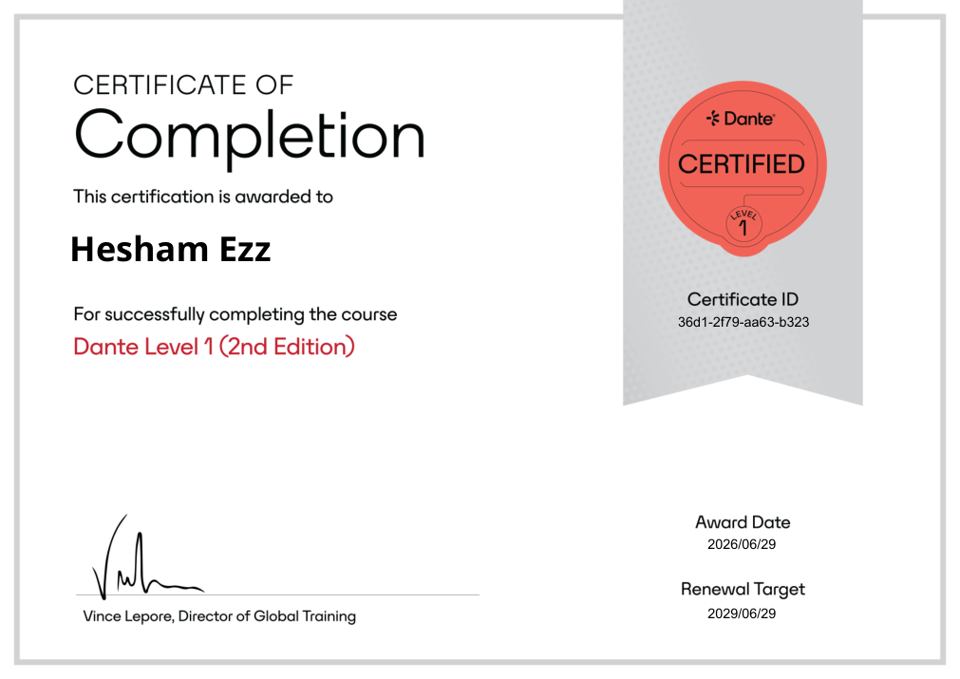 CERTIFICATE OF
Completion
This certification is awarded to
Hesham Ezz
For successfully completing the course
Dante Level 1 (2nd Edition)
Dante®
CERTIFIED
LEVEL
1
Certificate ID
36d1-2f79-aa63-b323
Award Date
2026/06/29
Renewal Target
2029/06/29
Vince Lepore, Director of Global Training